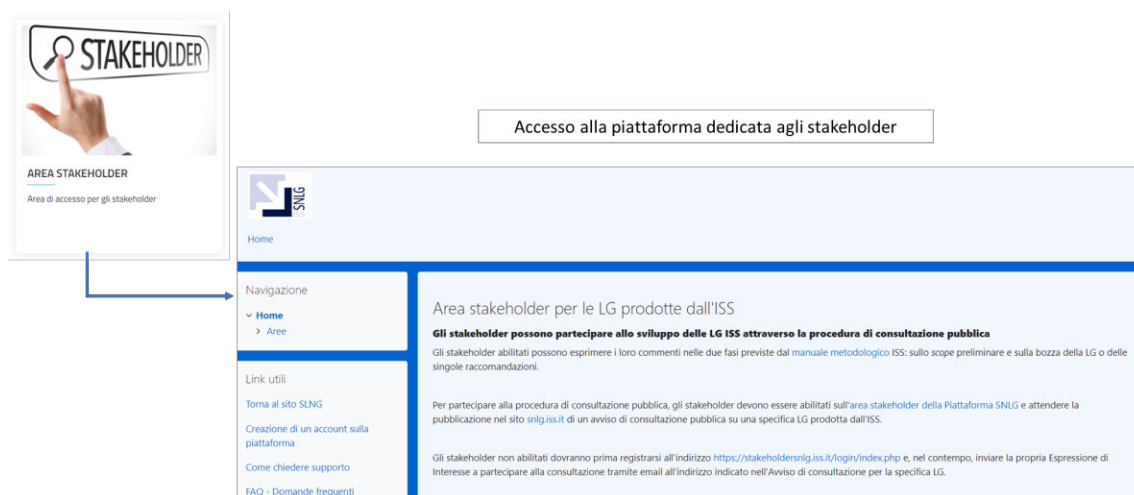 STAKEHOLDER
AREA STAKEHOLDER
Area di accesso per gli stakeholder
Accesso alla piattaforma dedicata agli stakeholder
SNLG
Home
Navigazione
Home
Aree
Link utili
Torna al sito SLNG
Creazione di un account sulla
piattaforma
Come chiedere supporto
FAQ - Domande frequenti
Area stakeholder per le LG prodotte dall'ISS
Gli stakeholder possono partecipare allo sviluppo delle LG ISS attraverso la procedura di consultazione pubblica
Gli stakeholder abilitati possono esprimere i loro commenti nelle due fasi previste dal manuale metodologico ISS: sullo scope preliminare e sulla bozza della LG o delle
singole raccomandazioni.
Per partecipare alla procedura di consultazione pubblica, gli stakeholder devono essere abilitati sull'area stakeholder della Piattaforma SNLG e attendere la
pubblicazione nel sito snlg.iss.it di un avviso di consultazione pubblica su una specifica LG prodotta dall'ISS.
Gli stakeholder non abilitati dovranno prima registrarsi all'indirizzo https://stakeholdersnlg.iss.it/login/index.php e, nel contempo, inviare la propria Espressione di
Interesse a partecipare alla consultazione tramite email all'indirizzo indicato nell'Avviso di consultazione per la specifica LG.